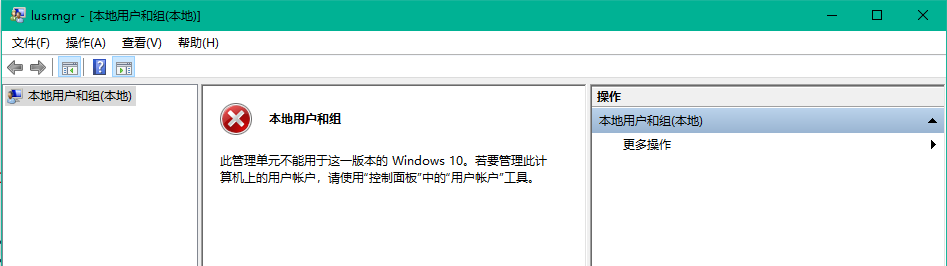 lusrmgr - [本地用户和组(本地)]
文件(F) 操作(A) 查看(V) 帮助(H)
本地用户和组(本地)
本地用户和组
此管理单元不能用于这一版本的 Windows 10。若要管理此计
算机上的用户帐户，请使用“控制面板”中的“用户帐户”工具。
操作
本地用户和组(本地)
更多操作